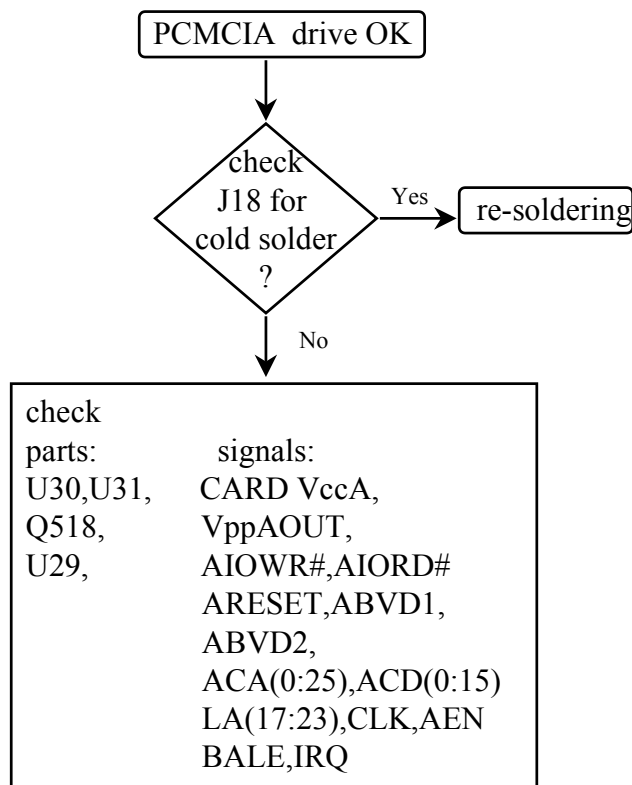 PCMCIA drive OK
check
J18 for
cold solder
?
Yes
re-soldering
No
check
parts: signals:
U30,U31, CARD VccA,
Q518, VppAOUT,
U29, AIOWR#,AIORD#
ARESET,ABVD1,
ABVD2,
ACA(0:25),ACD(0:15)
LA(17:23),CLK,AEN
BALE,IRQ